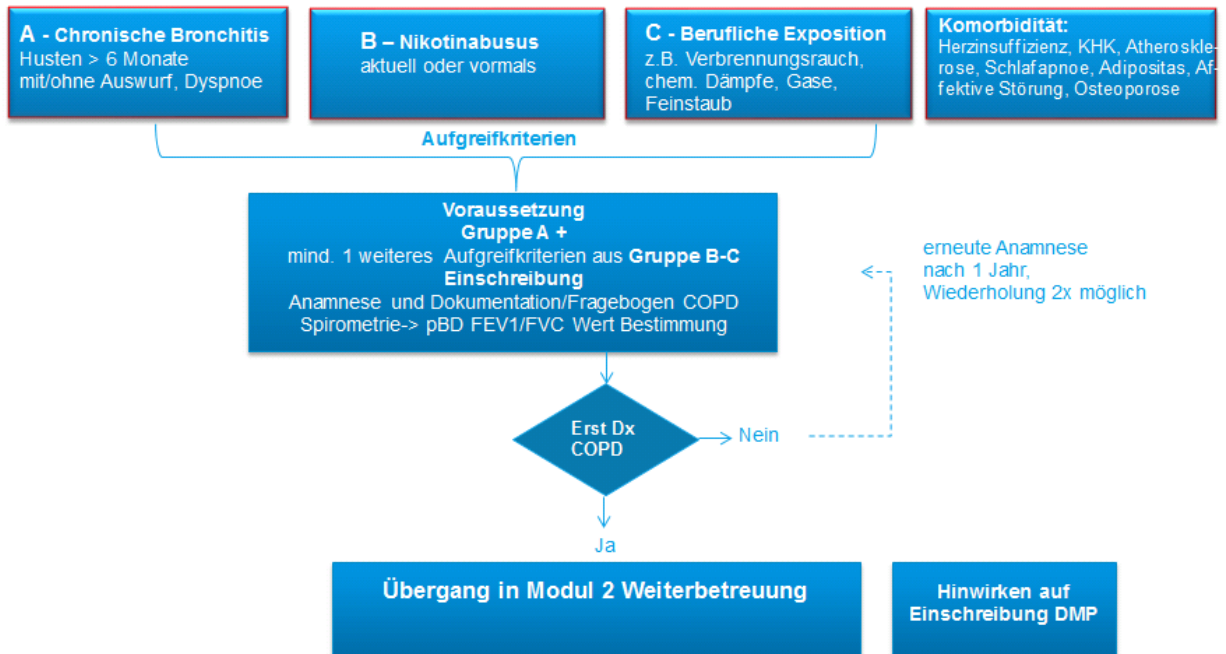 A - Chronische Bronchitis
Husten > 6 Monate
mit/ohne Auswurf, Dyspnoe
B – Nikotinabusus
aktuell oder vormals
C - Berufliche Exposition
z.B. Verbrennungsrauch,
chem. Dämpfe, Gase,
Feinstaub
Komorbidität:
Herzinsuffizienz, KHK, Atheroskle-
rose, Schlafapnoe, Adipositas, Af-
fektive Störung, Osteoporose
Aufgreifkriterien
Voraussetzung
Gruppe A +
mind. 1 weiteres Aufgreifkriterien aus Gruppe B-C
Einschreibung
Anamnese und Dokumentation/Fragebogen COPD
Spirometrie-> pBD FEV1/FVC Wert Bestimmung
erneute Anamnese
nach 1 Jahr,
Wiederholung 2x möglich
Erst Dx
COPD
Nein
Ja
Übergang in Modul 2 Weiterbetreuung
Hinwirken auf
Einschreibung DMP